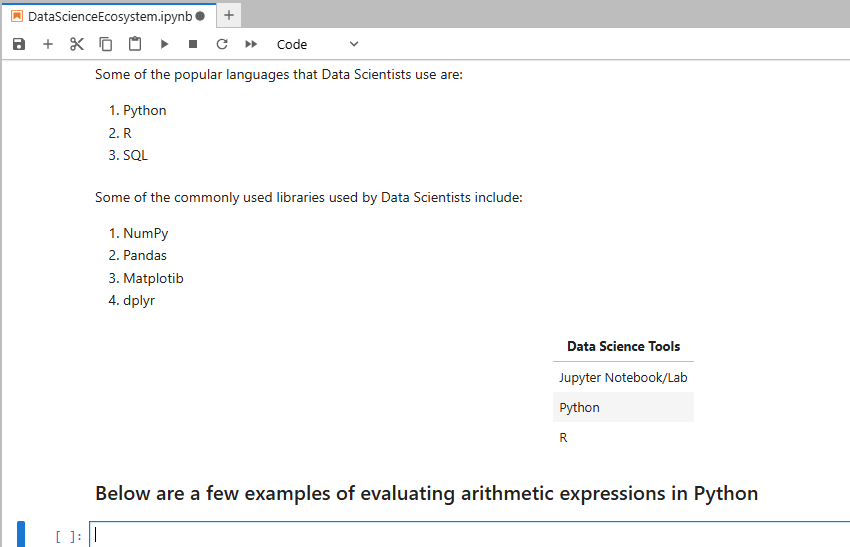 DataScienceEcosystem.ipynb
Code
Some of the popular languages that Data Scientists use are:
1. Python
2. R
3. SQL
Some of the commonly used libraries used by Data Scientists include:
1. NumPy
2. Pandas
3. Matplotib
4. dplyr
Data Science Tools
Jupyter Notebook/Lab
Python
R
Below are a few examples of evaluating arithmetic expressions in Python
[ ]: